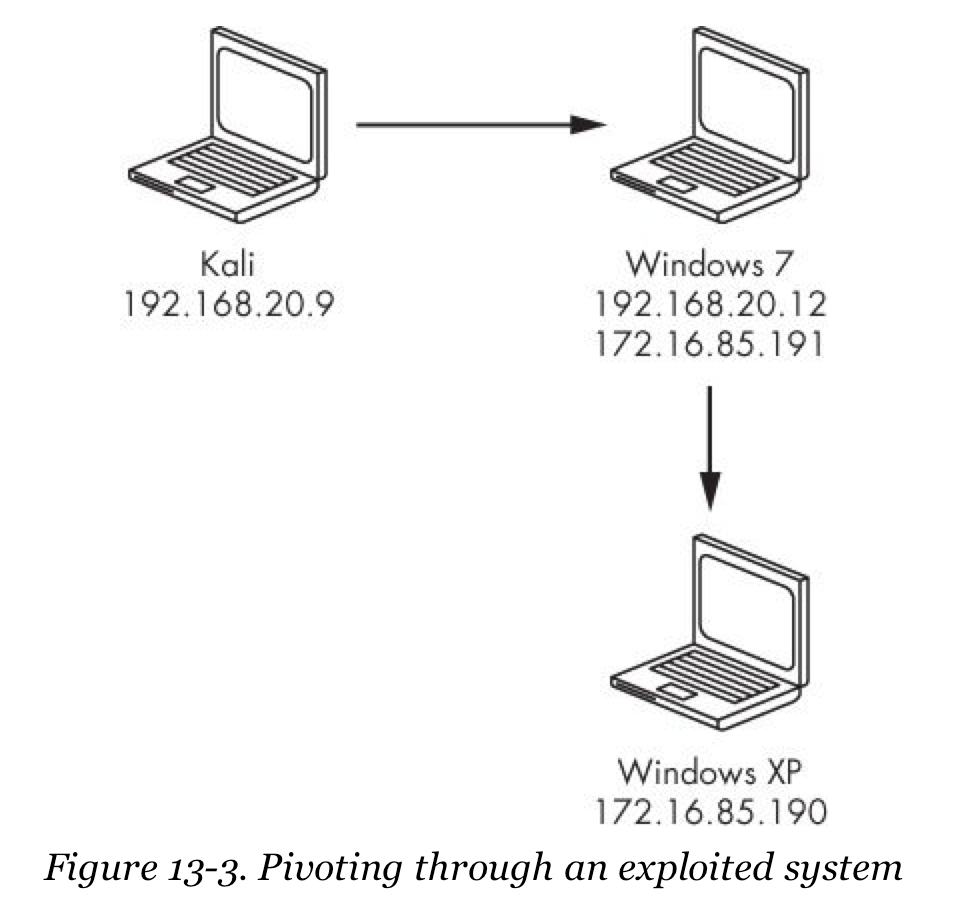 Kali
192.168.20.9
Windows 7
192.168.20.12
172.16.85.191
Windows XP
172.16.85.190
Figure 13-3. Pivoting through an exploited system